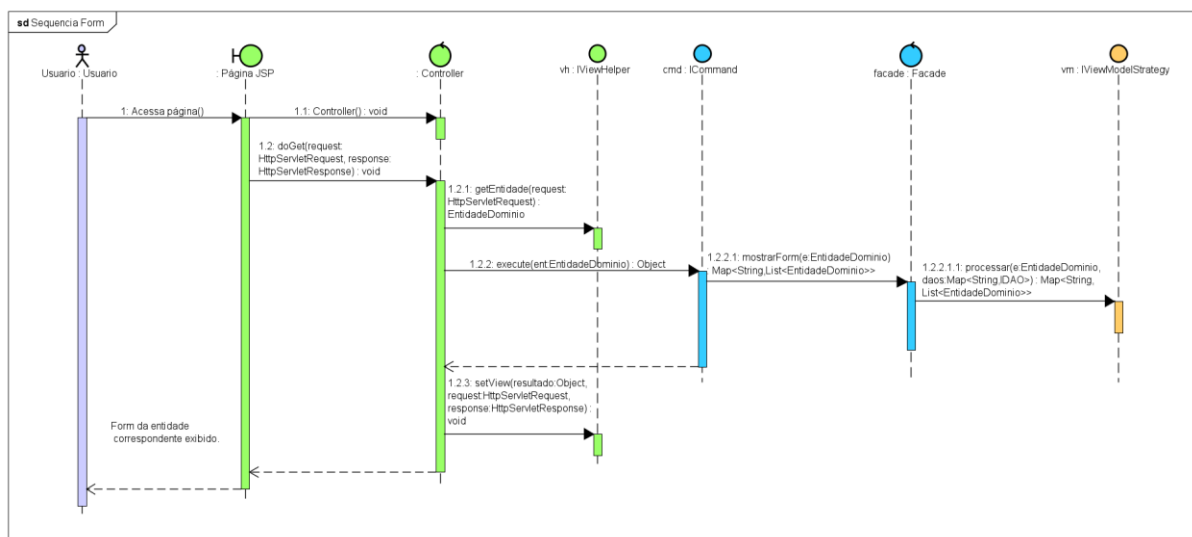 sd Sequencia Form
Usuario : Usuario
: Página JSP
: Controller
vh : IViewHelper
cmd : ICommand
facade : Facade
vm : IViewModelStrategy
1: Acessa página()
1.1: Controller() : void
1.2: doGet(request:
HttpServletRequest, response:
HttpServletResponse) : void
1.2.1: getEntidade(request:
HttpServletRequest) :
EntidadeDominio
1.2.2: execute(ent:EntidadeDominio) : Object
1.2.2.1: mostrarForm(e:EntidadeDominio)
Map<String,List<EntidadeDominio>>
1.2.2.1.1: processar(e:EntidadeDominio,
daos:Map<String,IDAO>) : Map<String,
List<EntidadeDominio>>
1.2.3: setView(resultado:Object,
request:HttpServletRequest,
response:HttpServletResponse) :
void
Form da entidade
correspondente exibido.